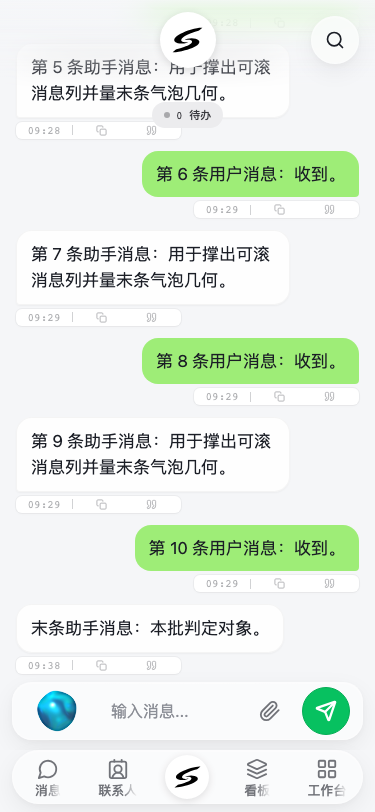 第 5 条助手消息：用于撑出可滚
消息列并量末条气泡几何。
0 待办
09:28
第 6 条用户消息：收到。
09:29
第 7 条助手消息：用于撑出可滚
消息列并量末条气泡几何。
09:29
第 8 条用户消息：收到。
09:29
第 9 条助手消息：用于撑出可滚
消息列并量末条气泡几何。
09:29
第 10 条用户消息：收到。
09:29
末条助手消息：本批判定对象。
09:38
输入消息...
消息
联系人
看板
工作台